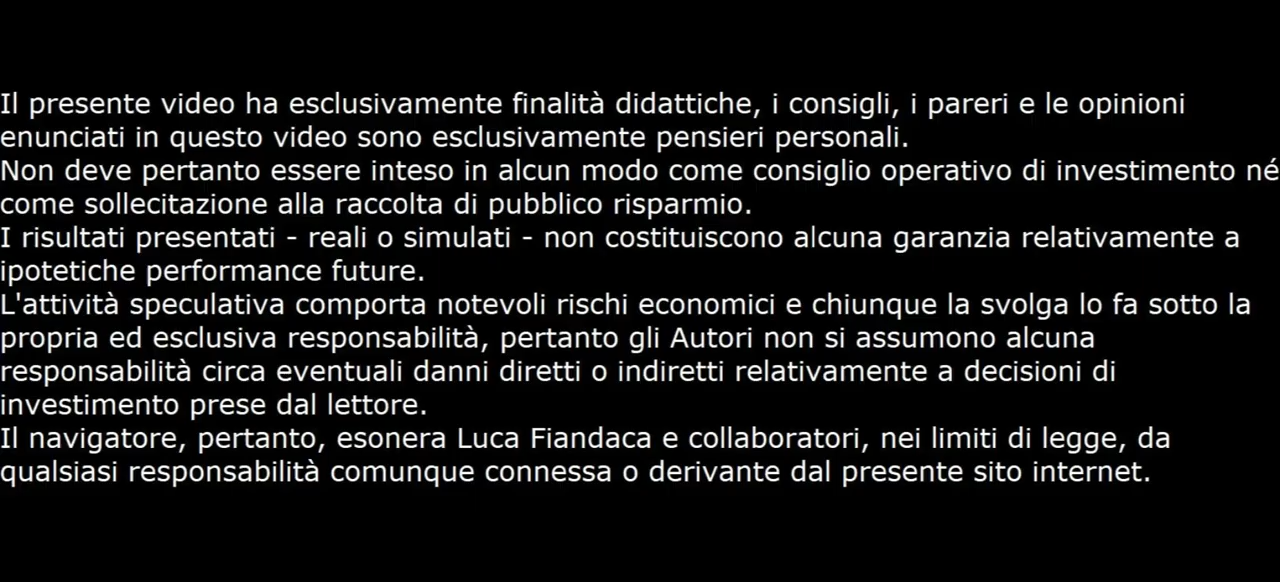 Il presente video ha esclusivamente finalità didattiche, i consigli, i pareri e le opinioni
enunciati in questo video sono esclusivamente pensieri personali.
Non deve pertanto essere inteso in alcun modo come consiglio operativo di investimento né
come sollecitazione alla raccolta di pubblico risparmio.
I risultati presentati - reali o simulati - non costituiscono alcuna garanzia relativamente a
ipotetiche performance future.
L'attività speculativa comporta notevoli rischi economici e chiunque la svolga lo fa sotto la
propria ed esclusiva responsabilità, pertanto gli Autori non si assumono alcuna
responsabilità circa eventuali danni diretti o indiretti relativamente a decisioni di
investimento prese dal lettore.
Il navigatore, pertanto, esonera Luca Fiandaca e collaboratori, nei limiti di legge, da
qualsiasi responsabilità comunque connessa o derivante dal presente sito internet.